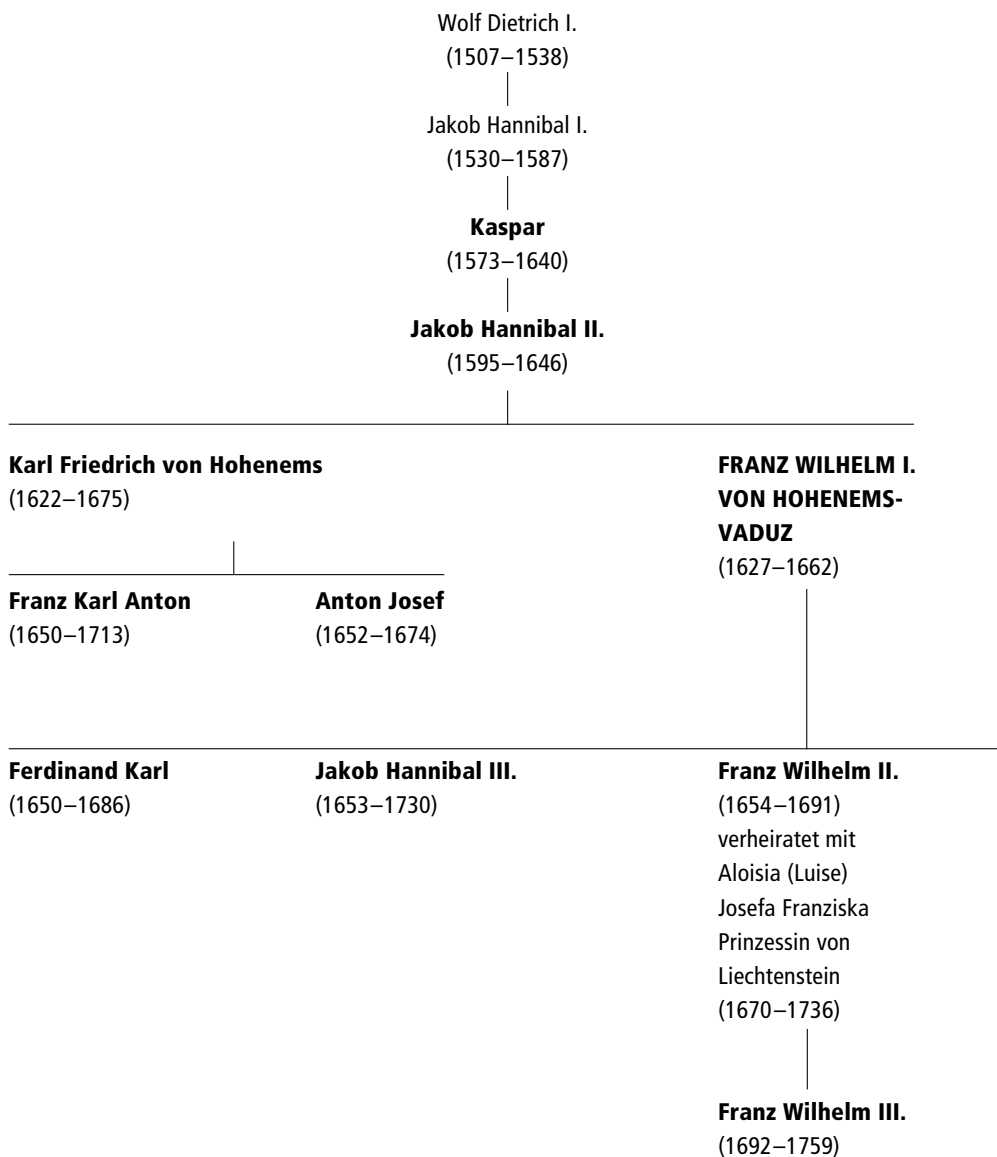 Wolf Dietrich I.
(1507–1538)
Jakob Hannibal I.
(1530–1587)
Kaspar
(1573–1640)
Jakob Hannibal II.
(1595–1646)
Karl Friedrich von Hohenems
(1622–1675)
FRANZ WILHELM I.
VON HOHENEMS-
VADUZ
(1627–1662)
Franz Karl Anton
(1650–1713)
Anton Josef
(1652–1674)
Ferdinand Karl
(1650–1686)
Jakob Hannibal III.
(1653–1730)
Franz Wilhelm II.
(1654–1691)
verheiratet mit
Aloisia (Luise)
Josefa Franziska
Prinzessin von
Liechtenstein
(1670–1736)
Franz Wilhelm III.
(1692–1759)